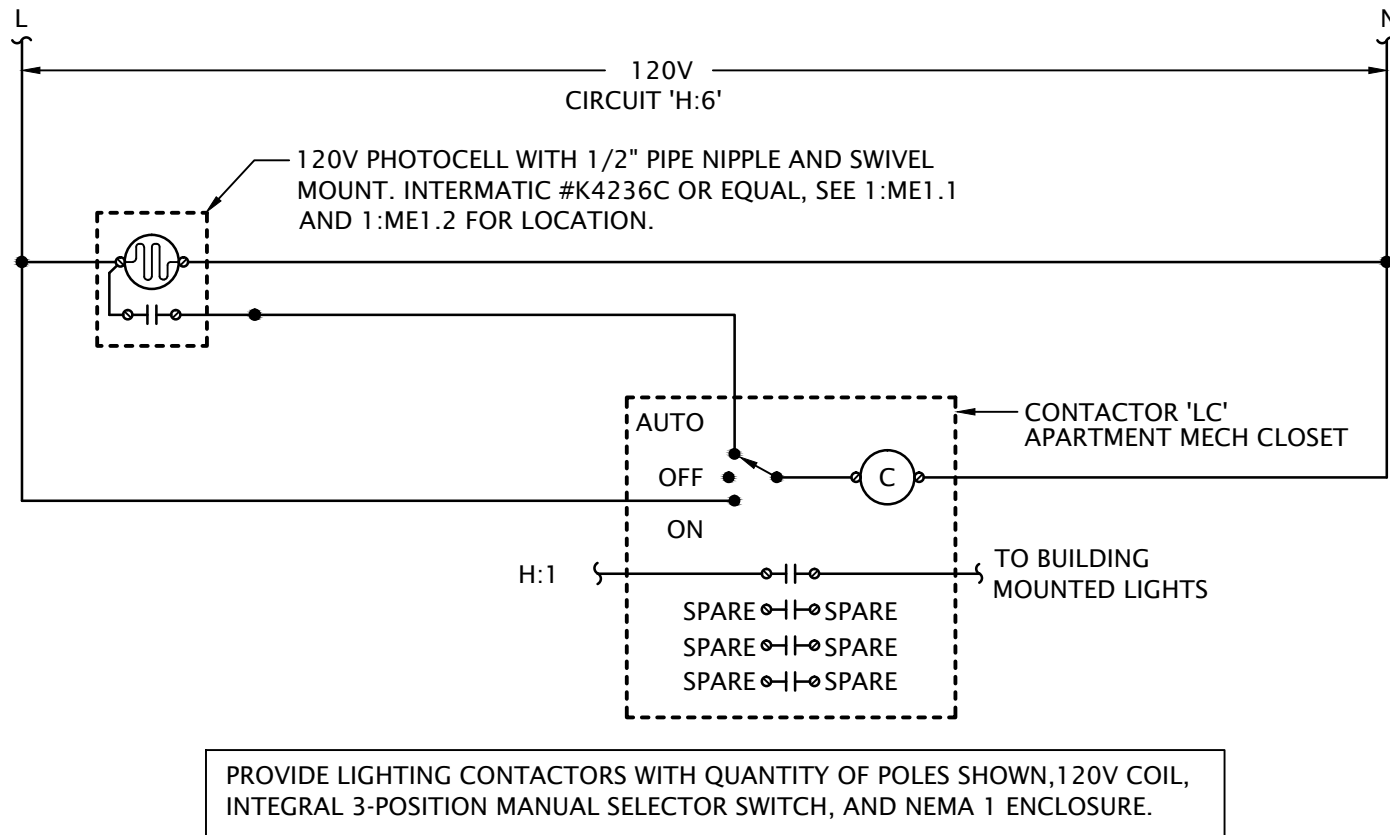 L
N
120V
CIRCUIT 'H:6'
120V PHOTOCELL WITH 1/2" PIPE NIPPLE AND SWIVEL
MOUNT. INTERMATIC #K4236C OR EQUAL, SEE 1:ME1.1
AND 1:ME1.2 FOR LOCATION.
AUTO
CONTACTOR 'LC'
APARTMENT MECH CLOSET
OFF
C
ON
H:1
TO BUILDING
MOUNTED LIGHTS
SPARE SPARE
SPARE SPARE
SPARE SPARE
PROVIDE LIGHTING CONTACTORS WITH QUANTITY OF POLES SHOWN,120V COIL,
INTEGRAL 3-POSITION MANUAL SELECTOR SWITCH, AND NEMA 1 ENCLOSURE.